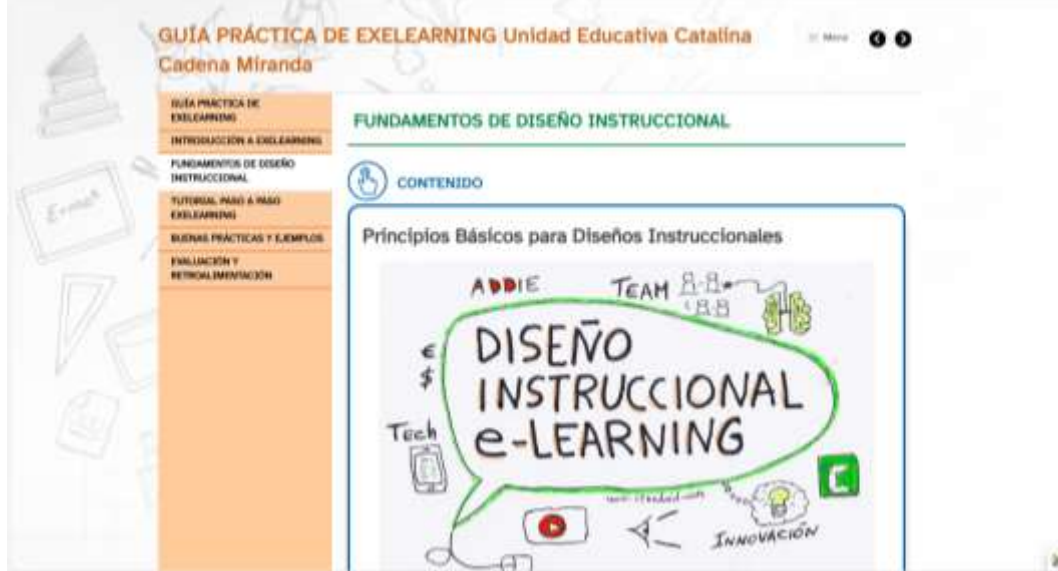 GUÍA PRÁCTICA DE EXELEARNING Unidad Educativa Catalina
Cadena Miranda
Menú
GUÍA PRÁCTICA DE
EXELEARNING
INTRODUCCIÓN A EXELEARNING
FUNDAMENTOS DE DISEÑO
INSTRUCCIONAL
TUTORIAL PASO A PASO
EXELEARNING
BUENAS PRÁCTICAS Y EJEMPLOS
EVALUACIÓN Y
RETROALIMENTACIÓN
FUNDAMENTOS DE DISEÑO INSTRUCCIONAL
CONTENIDO
Principios Básicos para Diseños Instruccionales
ADDIE
TEAM
€
$
DISEÑO
INSTRUCCIONAL
e-LEARNING
Tech
INNOVACIÓN